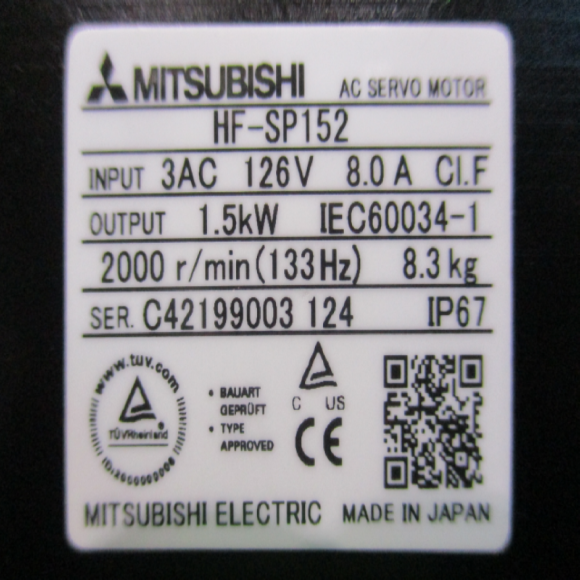 MITSUBISHI AC SERVO MOTOR
HF-SP152
INPUT 3AC 126V 8.0 A CI.F
OUTPUT 1.5kW IEC60034-1
2000 r/min(133Hz) 8.3 kg
SER. C42199003 124 IP67
www.tuv.com
TÜVRheinland
• BAUART
GEPRÜFT
• TYPE
APPROVED
C US
CE
MITSUBISHI ELECTRIC MADE IN JAPAN